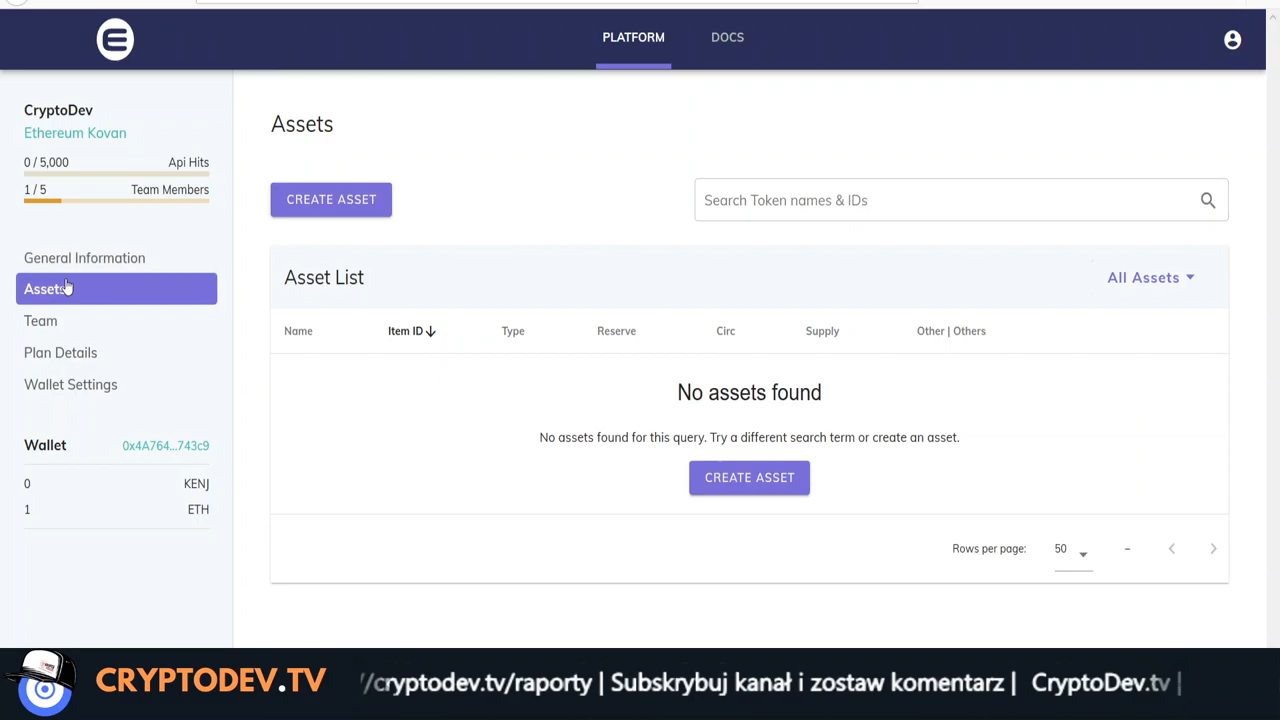 PLATFORM DOCS
CryptoDev
Ethereum Kovan
0 / 5,000 Api Hits
1 / 5 Team Members
General Information
Assets
Team
Plan Details
Wallet Settings
Wallet 0x4A764...743c9
0 KENJ
1 ETH
Assets
CREATE ASSET
Search Token names & IDs
Asset List
All Assets
Name Item ID Type Reserve Circ Supply Other | Others
No assets found
No assets found for this query. Try a different search term or create an asset.
CREATE ASSET
Rows per page: 50 –
CRYPTODEV.TV
/cryptodev.tv/raporty | Subskrybuj kanał i zostaw komentarz | CryptoDev.tv |